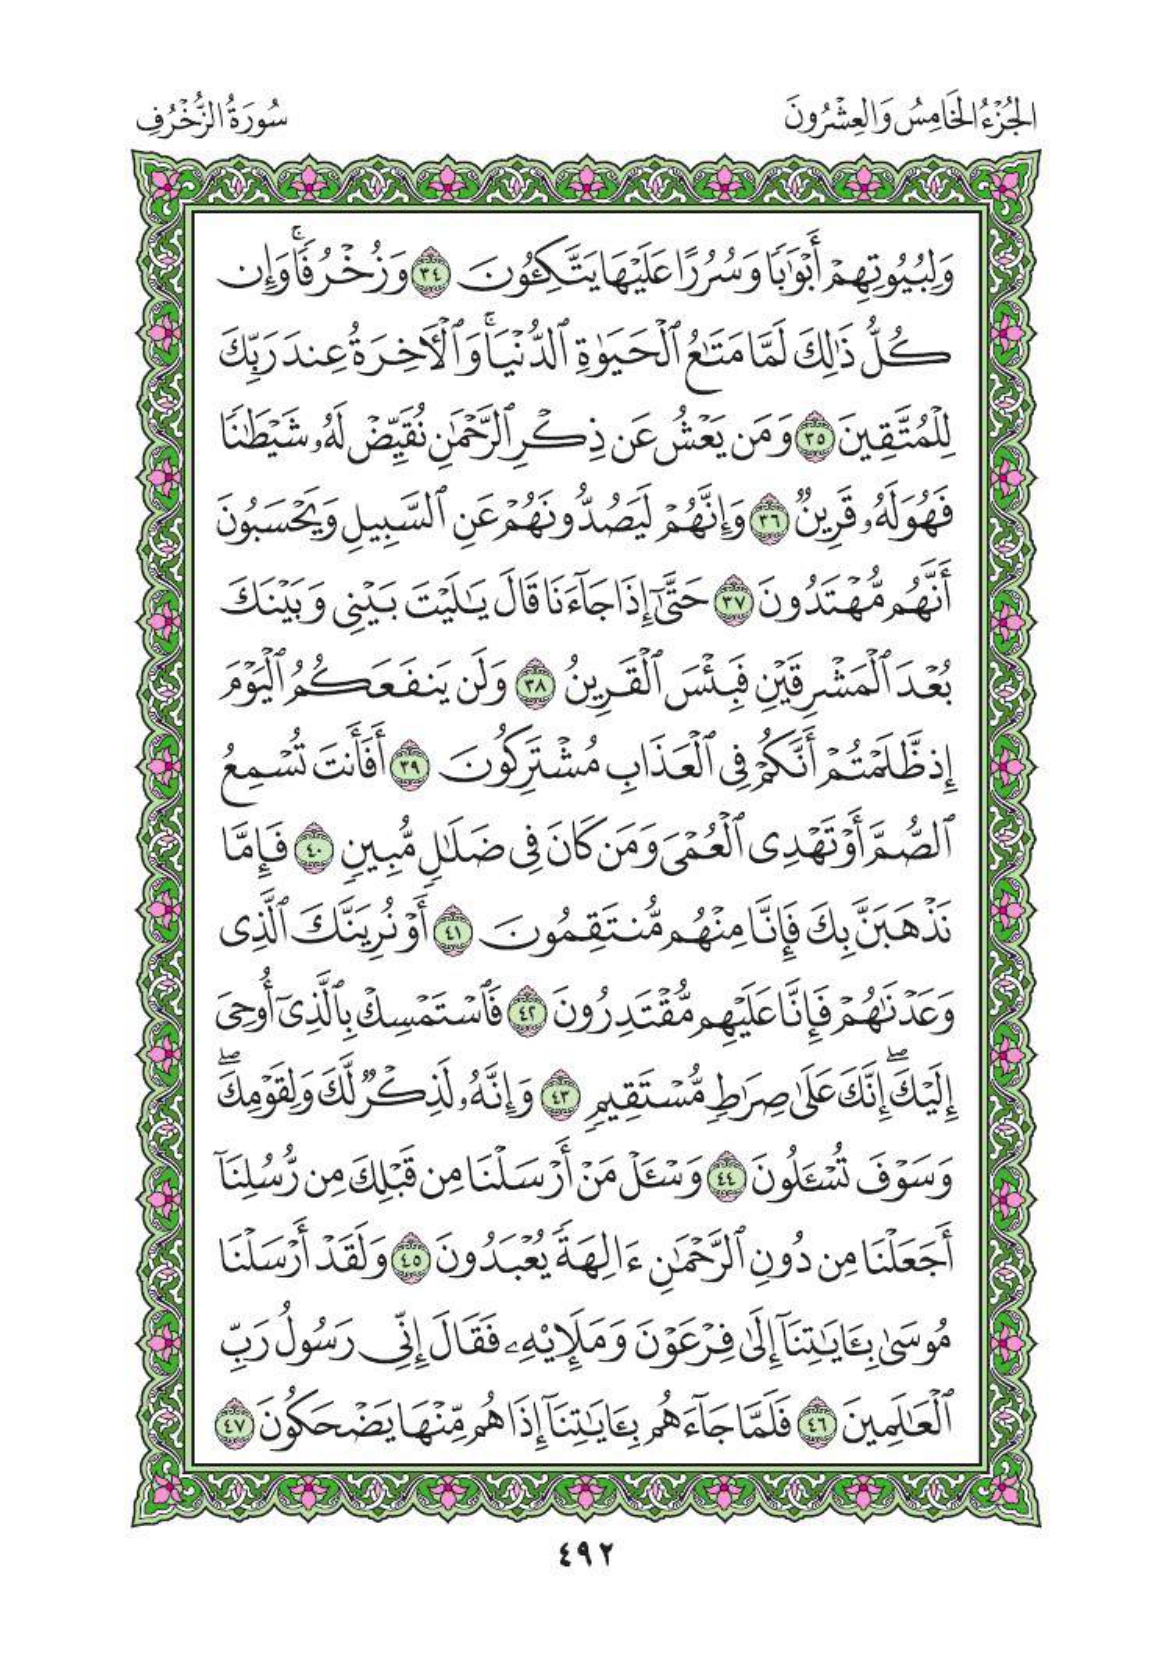 الجُزْءُ الخَامِسُ وَالعِشْرُونَ
سُورَةُ الزُّخْرُفِ
وَلِبُيُوتِهِمْ أَبْوَٰبًا وَسُرُرًا عَلَيْهَا يَتَّكِـُٔونَ ٣٤ وَزُخْرُفًاۚ وَإِن
كُلُّ ذَٰلِكَ لَمَّا مَتَـٰعُ ٱلْحَيَوٰةِ ٱلدُّنْيَاۚ وَٱلْـَٔاخِرَةُ عِندَ رَبِّكَ
لِلْمُتَّقِينَ ٣٥ وَمَن يَعْشُ عَن ذِكْرِ ٱلرَّحْمَـٰنِ نُقَيِّضْ لَهُۥ شَيْطَـٰنًا
فَهُوَ لَهُۥ قَرِينٌ ٣٦ وَإِنَّهُمْ لَيَصُدُّونَهُمْ عَنِ ٱلسَّبِيلِ وَيَحْسَبُونَ
أَنَّهُم مُّهْتَدُونَ ٣٧ حَتَّىٰٓ إِذَا جَآءَنَا قَالَ يَـٰلَيْتَ بَيْنِى وَبَيْنَكَ
بُعْدَ ٱلْمَشْرِقَيْنِ فَبِئْسَ ٱلْقَرِينُ ٣٨ وَلَن يَنفَعَكُمُ ٱلْيَوْمَ
إِذ ظَّلَمْتُمْ أَنَّكُمْ فِى ٱلْعَذَابِ مُشْتَرِكُونَ ٣٩ أَفَأَنتَ تُسْمِعُ
ٱلصُّمَّ أَوْ تَهْدِى ٱلْعُمْىَ وَمَن كَانَ فِى ضَلَـٰلٍ مُّبِينٍ ٤٠ فَإِمَّا
نَذْهَبَنَّ بِكَ فَإِنَّا مِنْهُم مُّنتَقِمُونَ ٤١ أَوْ نُرِيَنَّكَ ٱلَّذِى
وَعَدْنَـٰهُمْ فَإِنَّا عَلَيْهِم مُّقْتَدِرُونَ ٤٢ فَٱسْتَمْسِكْ بِٱلَّذِىٓ أُوحِىَ
إِلَيْكَۖ إِنَّكَ عَلَىٰ صِرَٰطٍ مُّسْتَقِيمٍ ٤٣ وَإِنَّهُۥ لَذِكْرٌ لَّكَ وَلِقَوْمِكَۖ
وَسَوْفَ تُسْـَٔلُونَ ٤٤ وَسْـَٔلْ مَنْ أَرْسَلْنَا مِن قَبْلِكَ مِن رُّسُلِنَآ
أَجَعَلْنَا مِن دُونِ ٱلرَّحْمَـٰنِ ءَالِهَةً يُعْبَدُونَ ٤٥ وَلَقَدْ أَرْسَلْنَا
مُوسَىٰ بِـَٔايَـٰتِنَآ إِلَىٰ فِرْعَوْنَ وَمَلَإِي۟هِۦ فَقَالَ إِنِّى رَسُولُ رَبِّ
ٱلْعَـٰلَمِينَ ٤٦ فَلَمَّا جَآءَهُم بِـَٔايَـٰتِنَآ إِذَا هُم مِّنْهَا يَضْحَكُونَ ٤٧
٤٩٢